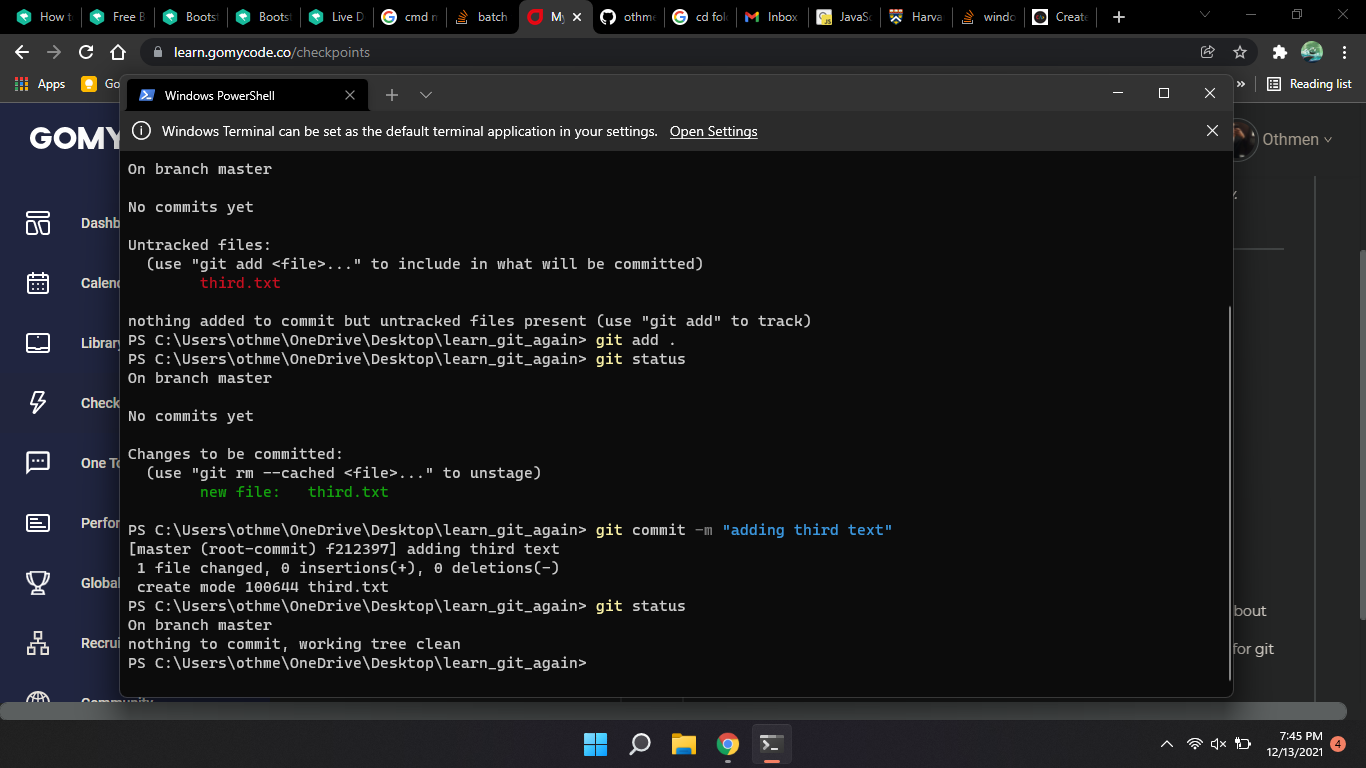 How t
Free B
Bootst
Bootst
Live D
cmd n
batch
My
othme
cd fol
Inbox
JavaSc
Harva
windo
Create
learn.gomycode.co/checkpoints
Apps
Go
»
Reading list
Windows PowerShell
Windows Terminal can be set as the default terminal application in your settings. Open Settings
GOMY
Othmen
Dashb
Calend
Library
Check
One To
Perfor
Global
Recrui
Community
On branch master
No commits yet
Untracked files:
(use "git add <file>..." to include in what will be committed)
third.txt
nothing added to commit but untracked files present (use "git add" to track)
PS C:\Users\othme\OneDrive\Desktop\learn_git_again> git add .
PS C:\Users\othme\OneDrive\Desktop\learn_git_again> git status
On branch master
No commits yet
Changes to be committed:
(use "git rm --cached <file>..." to unstage)
new file:   third.txt
PS C:\Users\othme\OneDrive\Desktop\learn_git_again> git commit -m "adding third text"
[master (root-commit) f212397] adding third text
1 file changed, 0 insertions(+), 0 deletions(-)
create mode 100644 third.txt
PS C:\Users\othme\OneDrive\Desktop\learn_git_again> git status
On branch master
nothing to commit, working tree clean
PS C:\Users\othme\OneDrive\Desktop\learn_git_again>
bout
for git
7:45 PM
12/13/2021
4